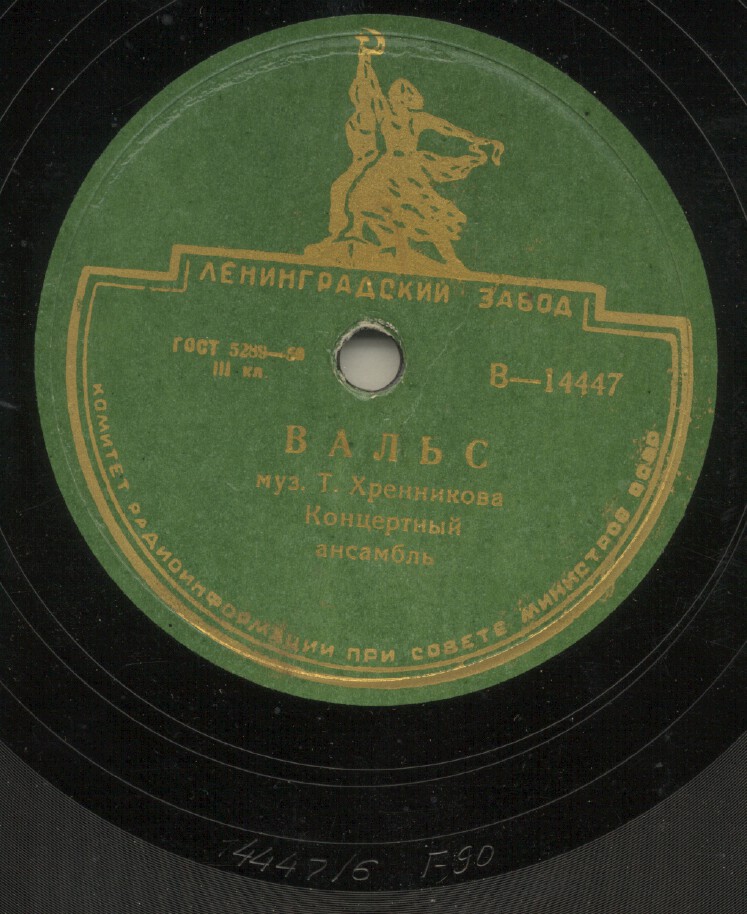 ЛЕНИНГРАДСКИЙ ЗАВОД
ГОСТ 5289—50
III кл.
В—14447
ВАЛЬС
муз. Т. Хренникова
Концертный
ансамбль
КОМИТЕТ РАДИОИНФОРМАЦИИ ПРИ СОВЕТЕ МИНИСТРОВ СССР
14447/6 Г-90